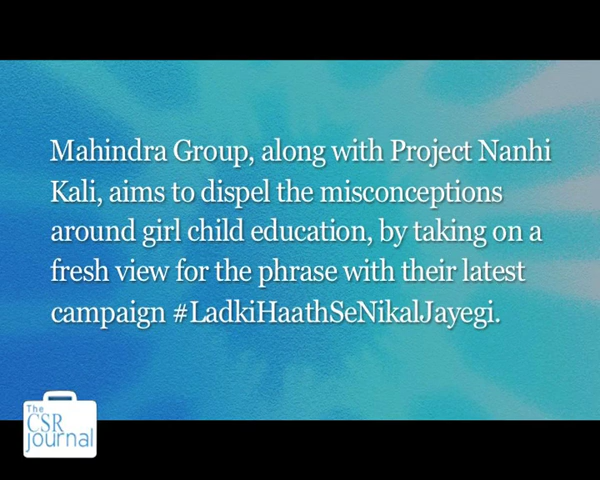 Mahindra Group, along with Project Nanhi
Kali, aims to dispel the misconceptions
around girl child education, by taking on a
fresh view for the phrase with their latest
campaign #LadkiHaathSeNikalJayegi.
The
CSR
journal